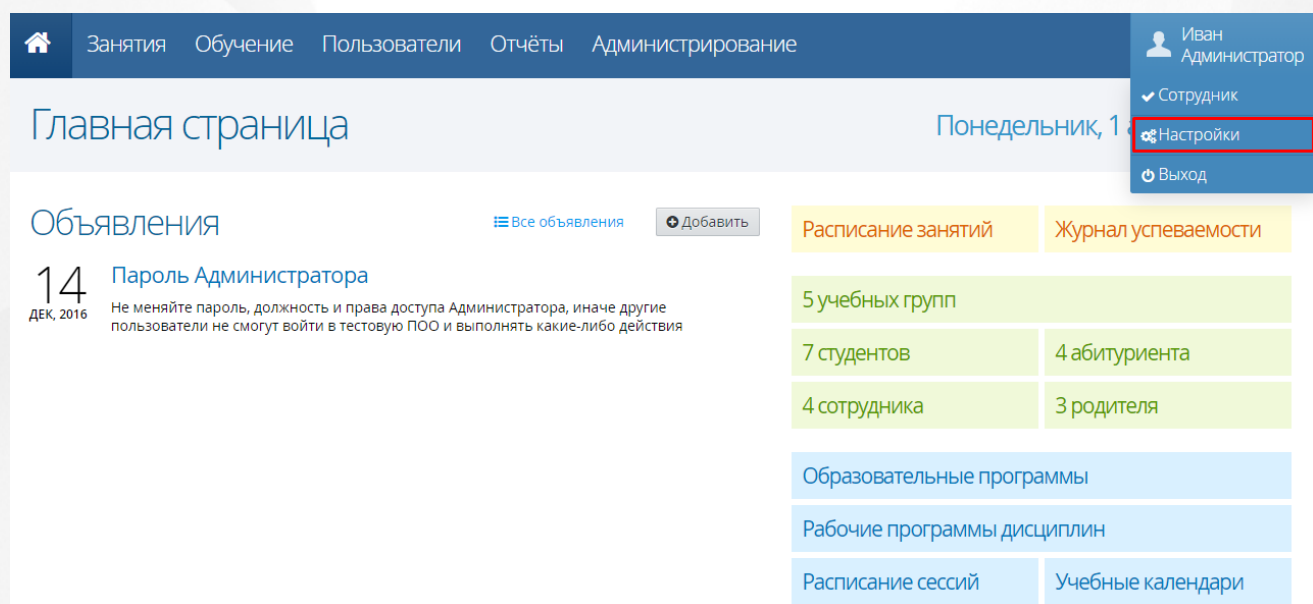 Занятия Обучение Пользователи Отчёты Администрирование
Иван
Администратор
Сотрудник
Настройки
Выход
Главная страница
Понедельник, 1
Объявления
Все объявления
Добавить
14
ДЕК, 2016
Пароль Администратора
Не меняйте пароль, должность и права доступа Администратора, иначе другие
пользователи не смогут войти в тестовую ПОО и выполнять какие-либо действия
Расписание занятий
Журнал успеваемости
5 учебных групп
7 студентов
4 абитуриента
4 сотрудника
3 родителя
Образовательные программы
Рабочие программы дисциплин
Расписание сессий
Учебные календари